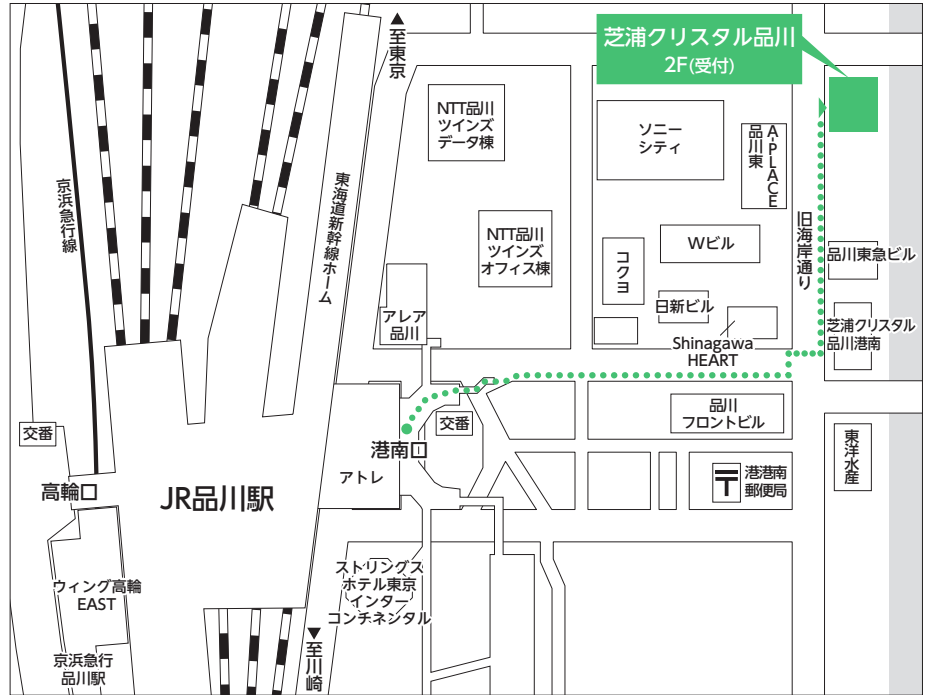 ▲至東京
芝浦クリスタル品川
2F(受付)
NTT品川
ツインズ
データ棟
ソニー
シティ
A-PLACE
品川東
京浜急行線
東海道新幹線ホーム
旧海岸通り
NTT品川
ツインズ
オフィス棟
コクヨ
Wビル
品川東急ビル
日新ビル
アレア
品川
Shinagawa
HEART
芝浦クリスタル
品川港南
交番
交番
品川
フロントビル
東洋水産
港南口
アトレ
高輪口
JR品川駅
〒
港港南
郵便局
ストリングス
ホテル東京
インター
コンチネンタル
ウィング高輪
EAST
▼至川崎
京浜急行
品川駅